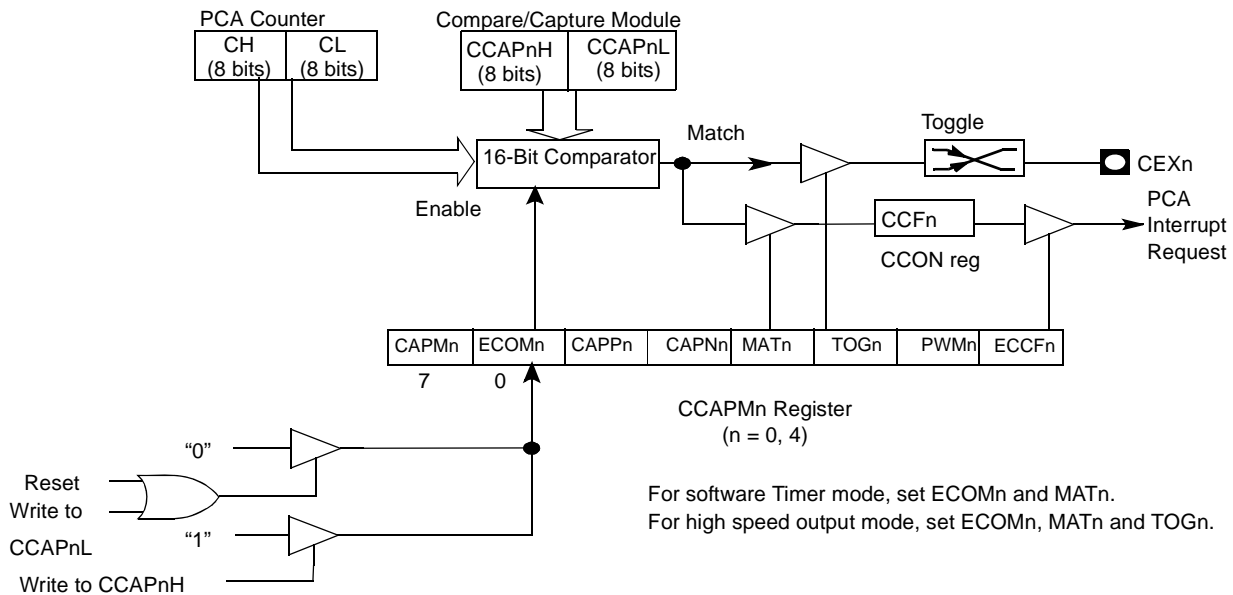 PCA Counter
CH
(8 bits)
CL
(8 bits)
Compare/Capture Module
CCAPnH
(8 bits)
CCAPnL
(8 bits)
16-Bit Comparator
Match
Toggle
CEXn
Enable
CCFn
CCON reg
PCA
Interrupt
Request
CAPMn
ECOMn
CAPPn
CAPNn
MATn
TOGn
PWMn
ECCFn
7
0
CCAPMn Register
(n = 0, 4)
“0”
Reset
Write to
CCAPnL
“1”
Write to CCAPnH
For software Timer mode, set ECOMn and MATn.
For high speed output mode, set ECOMn, MATn and TOGn.